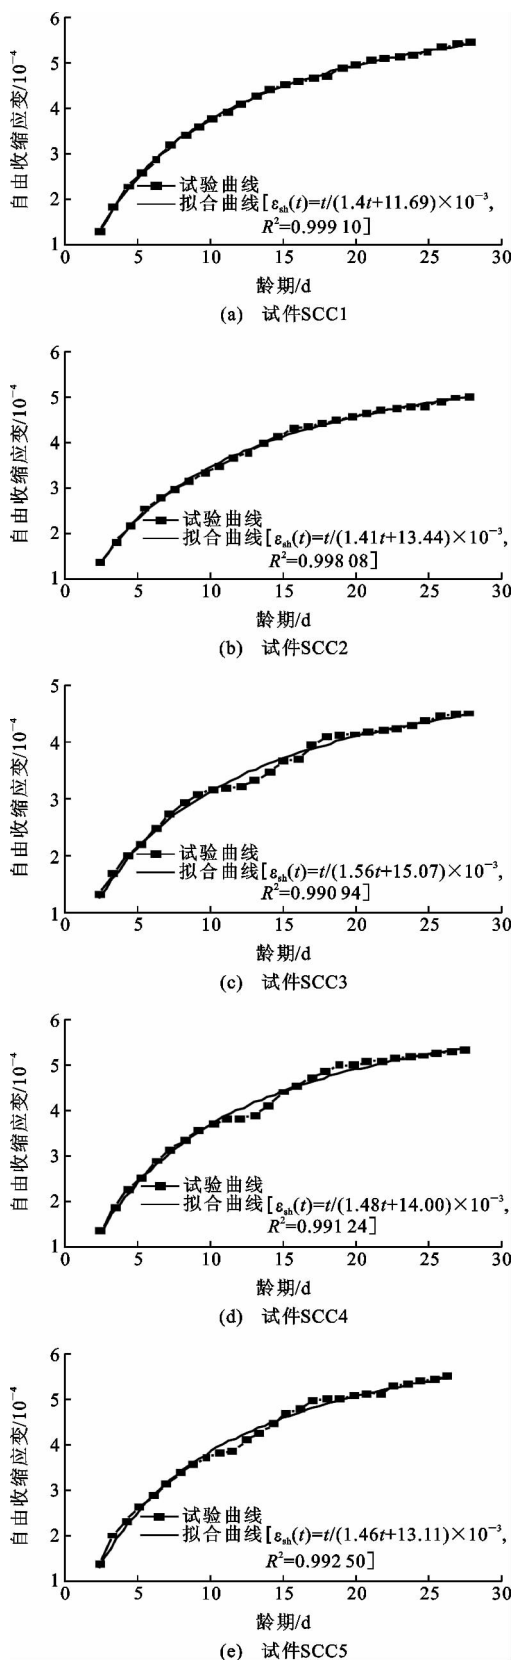 6
5
4
3
2
1
自由收缩应变/10⁻⁴
试验曲线
拟合曲线[εₛₕ(t)=t/(1.4t+11.69)×10⁻³,
R²=0.999 10]
0 5 10 15 20 25 30
龄期/d
(a) 试件SCC1
6
5
4
3
2
1
自由收缩应变/10⁻⁴
试验曲线
拟合曲线[εₛₕ(t)=t/(1.41t+13.44)×10⁻³,
R²=0.998 08]
0 5 10 15 20 25 30
龄期/d
(b) 试件SCC2
5
4
3
2
1
自由收缩应变/10⁻⁴
试验曲线
拟合曲线[εₛₕ(t)=t/(1.56t+15.07)×10⁻³,
R²=0.990 94]
0 5 10 15 20 25 30
龄期/d
(c) 试件SCC3
6
5
4
3
2
1
自由收缩应变/10⁻⁴
试验曲线
拟合曲线[εₛₕ(t)=t/(1.48t+14.00)×10⁻³,
R²=0.991 24]
0 5 10 15 20 25 30
龄期/d
(d) 试件SCC4
6
5
4
3
2
1
自由收缩应变/10⁻⁴
试验曲线
拟合曲线[εₛₕ(t)=t/(1.46t+13.11)×10⁻³,
R²=0.992 50]
0 5 10 15 20 25 30
龄期/d
(e) 试件SCC5